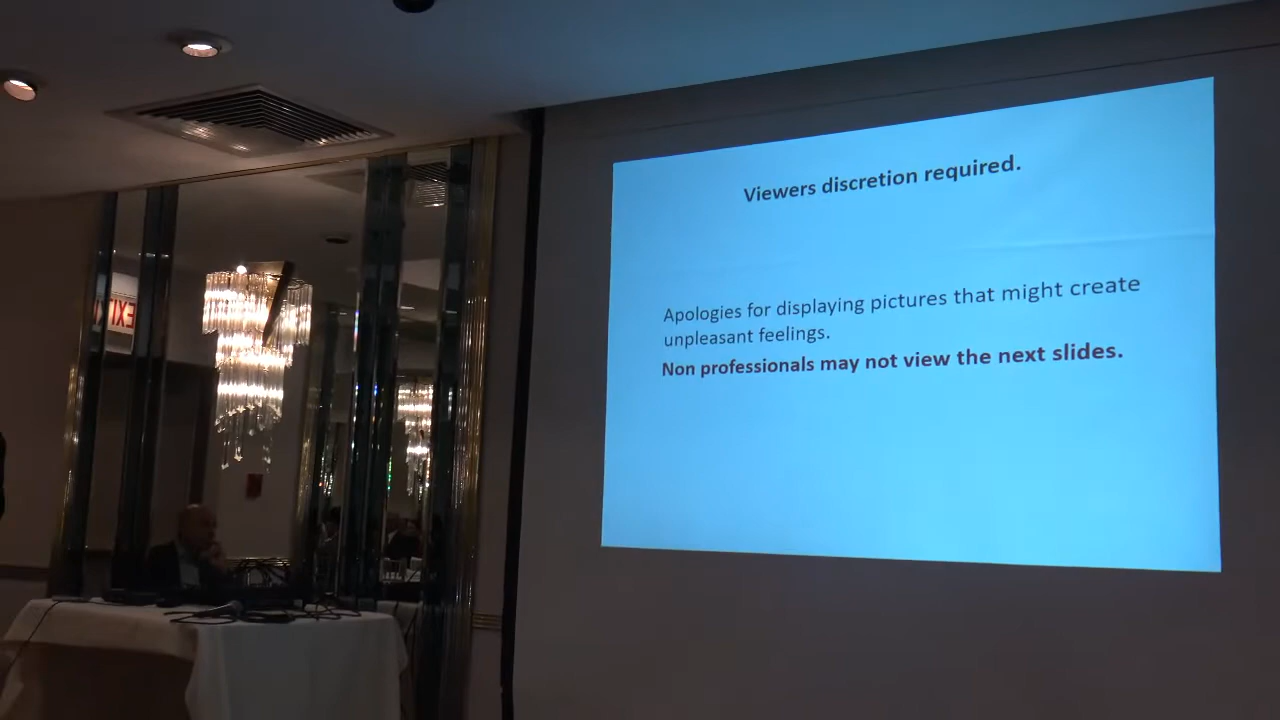 Viewers discretion required.
Apologies for displaying pictures that might create
unpleasant feelings.
Non professionals may not view the next slides.
EXIT